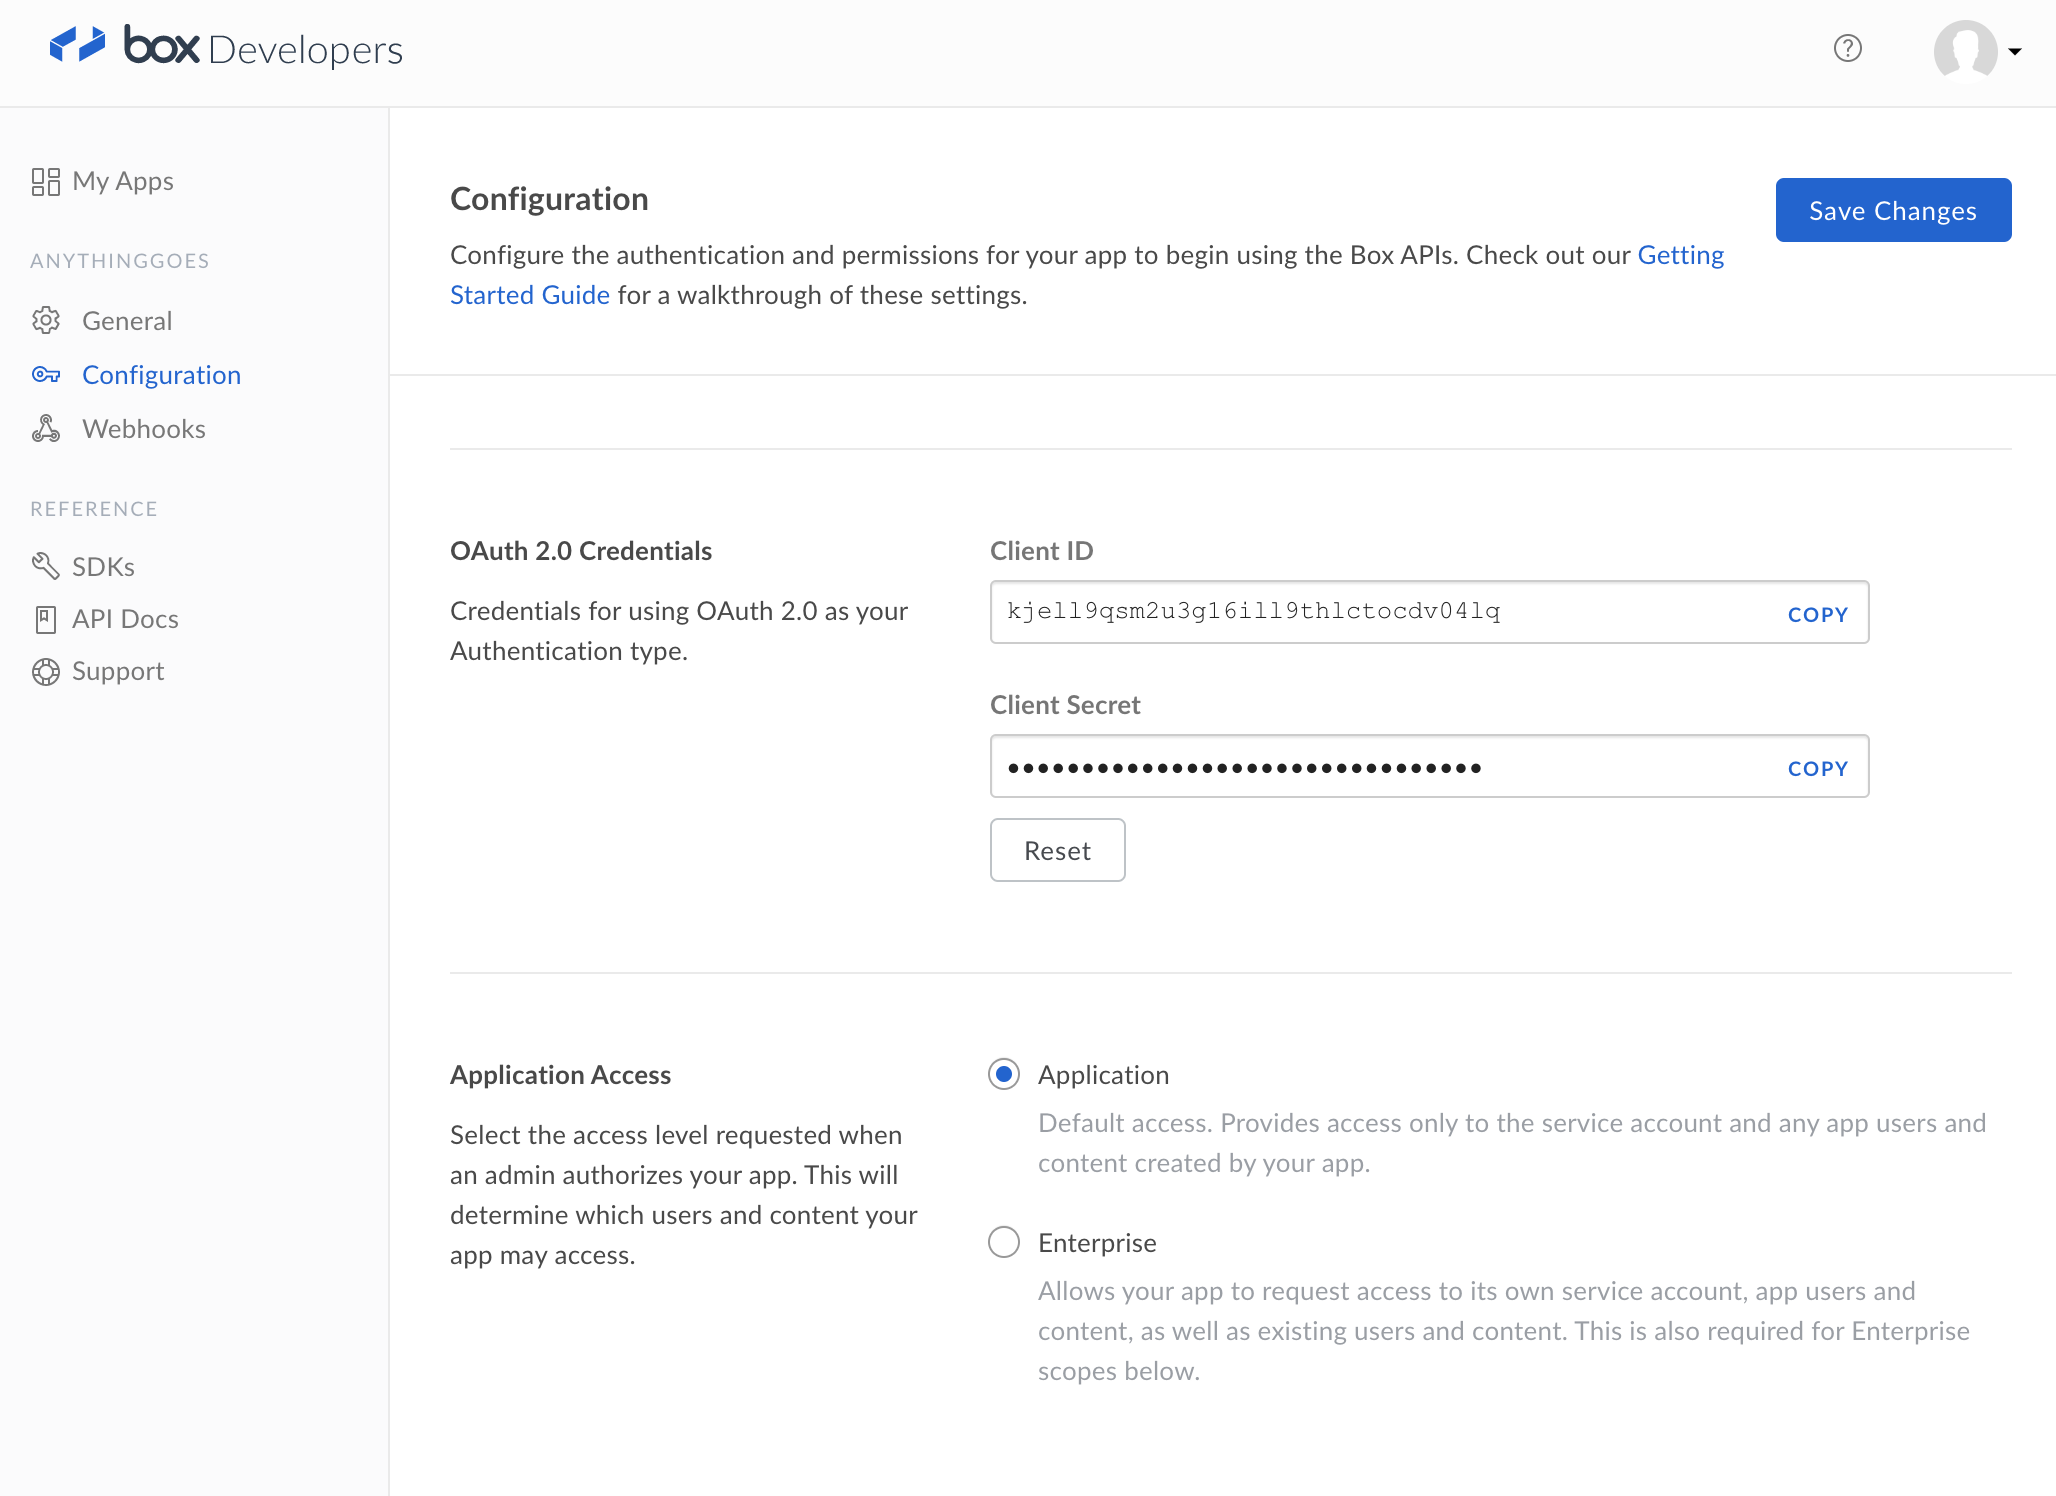 box Developers
My Apps
ANYTHINGGOES
General
Configuration
Webhooks
REFERENCE
SDKs
API Docs
Support
Configuration
Save Changes
Configure the authentication and permissions for your app to begin using the Box APIs. Check out our Getting
Started Guide for a walkthrough of these settings.
OAuth 2.0 Credentials
Credentials for using OAuth 2.0 as your
Authentication type.
Client ID
kjell9qsm2u3g16ill9thlctocdv04lq
COPY
Client Secret
••••••••••••••••••••••••••••••••
COPY
Reset
Application Access
Select the access level requested when
an admin authorizes your app. This will
determine which users and content your
app may access.
Application
Default access. Provides access only to the service account and any app users and
content created by your app.
Enterprise
Allows your app to request access to its own service account, app users and
content, as well as existing users and content. This is also required for Enterprise
scopes below.